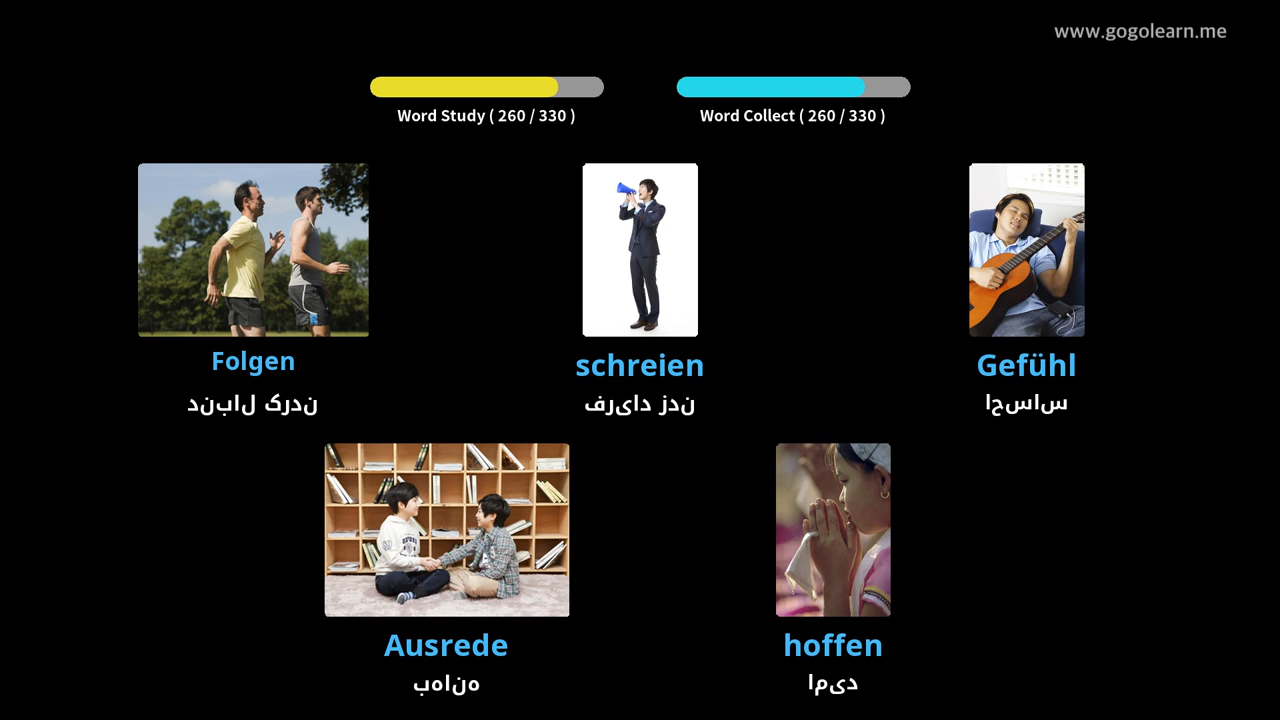 www.gogolearn.me
Word Study ( 260 / 330 )
Word Collect ( 260 / 330 )
Folgen
دنبال کردن
schreien
فریاد زدن
Gefühl
احساس
Ausrede
بهانه
hoffen
امید